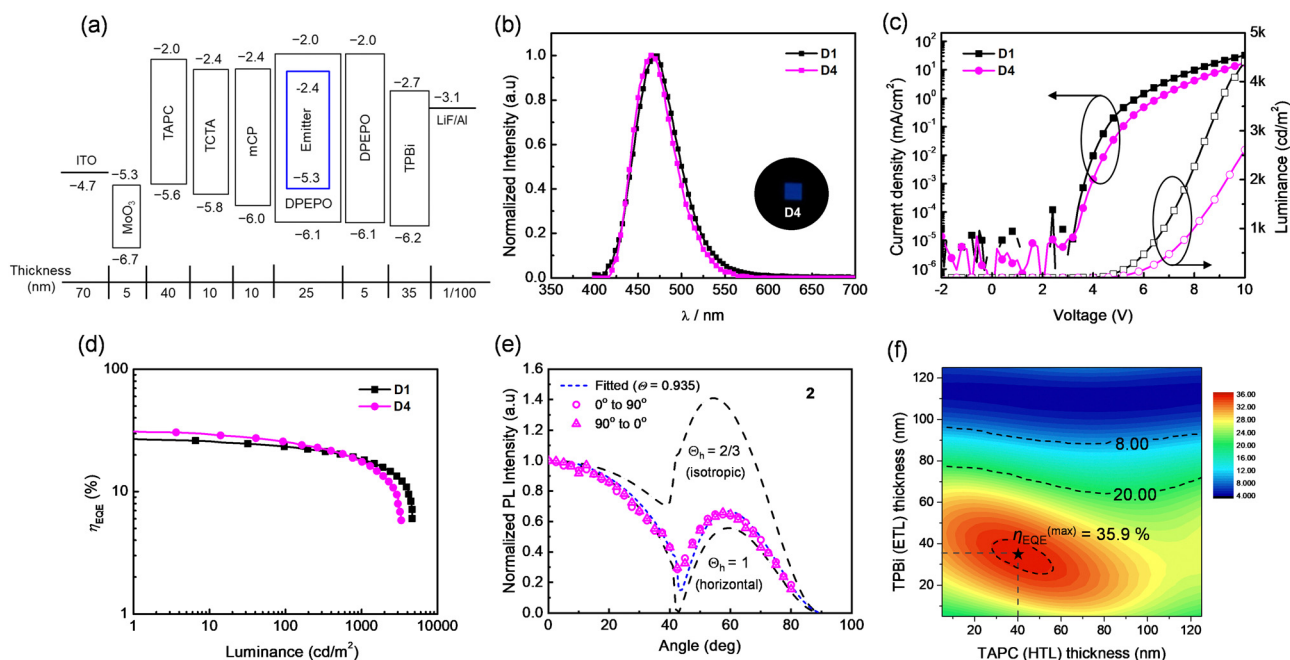 (a)
−2.0
−2.4
−2.4
−2.0
−2.0
−2.4
−2.7
−3.1
LiF/Al
TAPC
TCTA
mCP
Emitter
DPEPO
TPBi
ITO
−4.7
−5.3
MoO3
−6.7
−5.6
−5.8
−6.0
−5.3
DPEPO
−6.1
−6.1
−6.2
Thickness
(nm)
70 5 40 10 10 25 5 35 1/100
(b)
Normalized Intensity (a.u)
1.0
0.8
0.6
0.4
0.2
0.0
D1
D4
D4
350 400 450 500 550 600 650 700
λ / nm
(c)
Current density (mA/cm2)
10^2
10^1
10^0
10^-1
10^-2
10^-3
10^-4
10^-5
10^-6
D1
D4
5k
4k
3k
2k
1k
Luminance (cd/m2)
-2 0 2 4 6 8 10
Voltage (V)
(d)
ηEQE (%)
100
10
1
D1
D4
1 10 100 1000 10000
Luminance (cd/m2)
(e)
Normalized PL Intensity (a.u)
1.6
1.4
1.2
1.0
0.8
0.6
0.4
0.2
0.0
Fitted (Θ = 0.935)
0° to 90°
90° to 0°
2
Θh = 2/3
(isotropic)
Θh = 1
(horizontal)
0 20 40 60 80 100
Angle (deg)
(f)
TPBi (ETL) thickness (nm)
120
100
80
60
40
20
8.00
20.00
ηEQE(max) = 35.9 %
36.00
32.00
28.00
24.00
20.00
16.00
12.00
8.000
4.000
20 40 60 80 100 120
TAPC (HTL) thickness (nm)